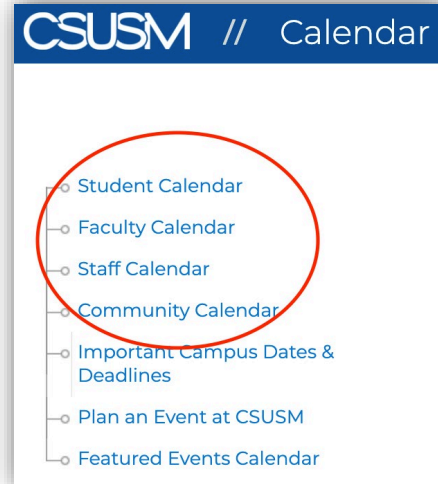 CSUSM // Calendar
Student Calendar
Faculty Calendar
Staff Calendar
Community Calendar
Important Campus Dates &
Deadlines
Plan an Event at CSUSM
Featured Events Calendar